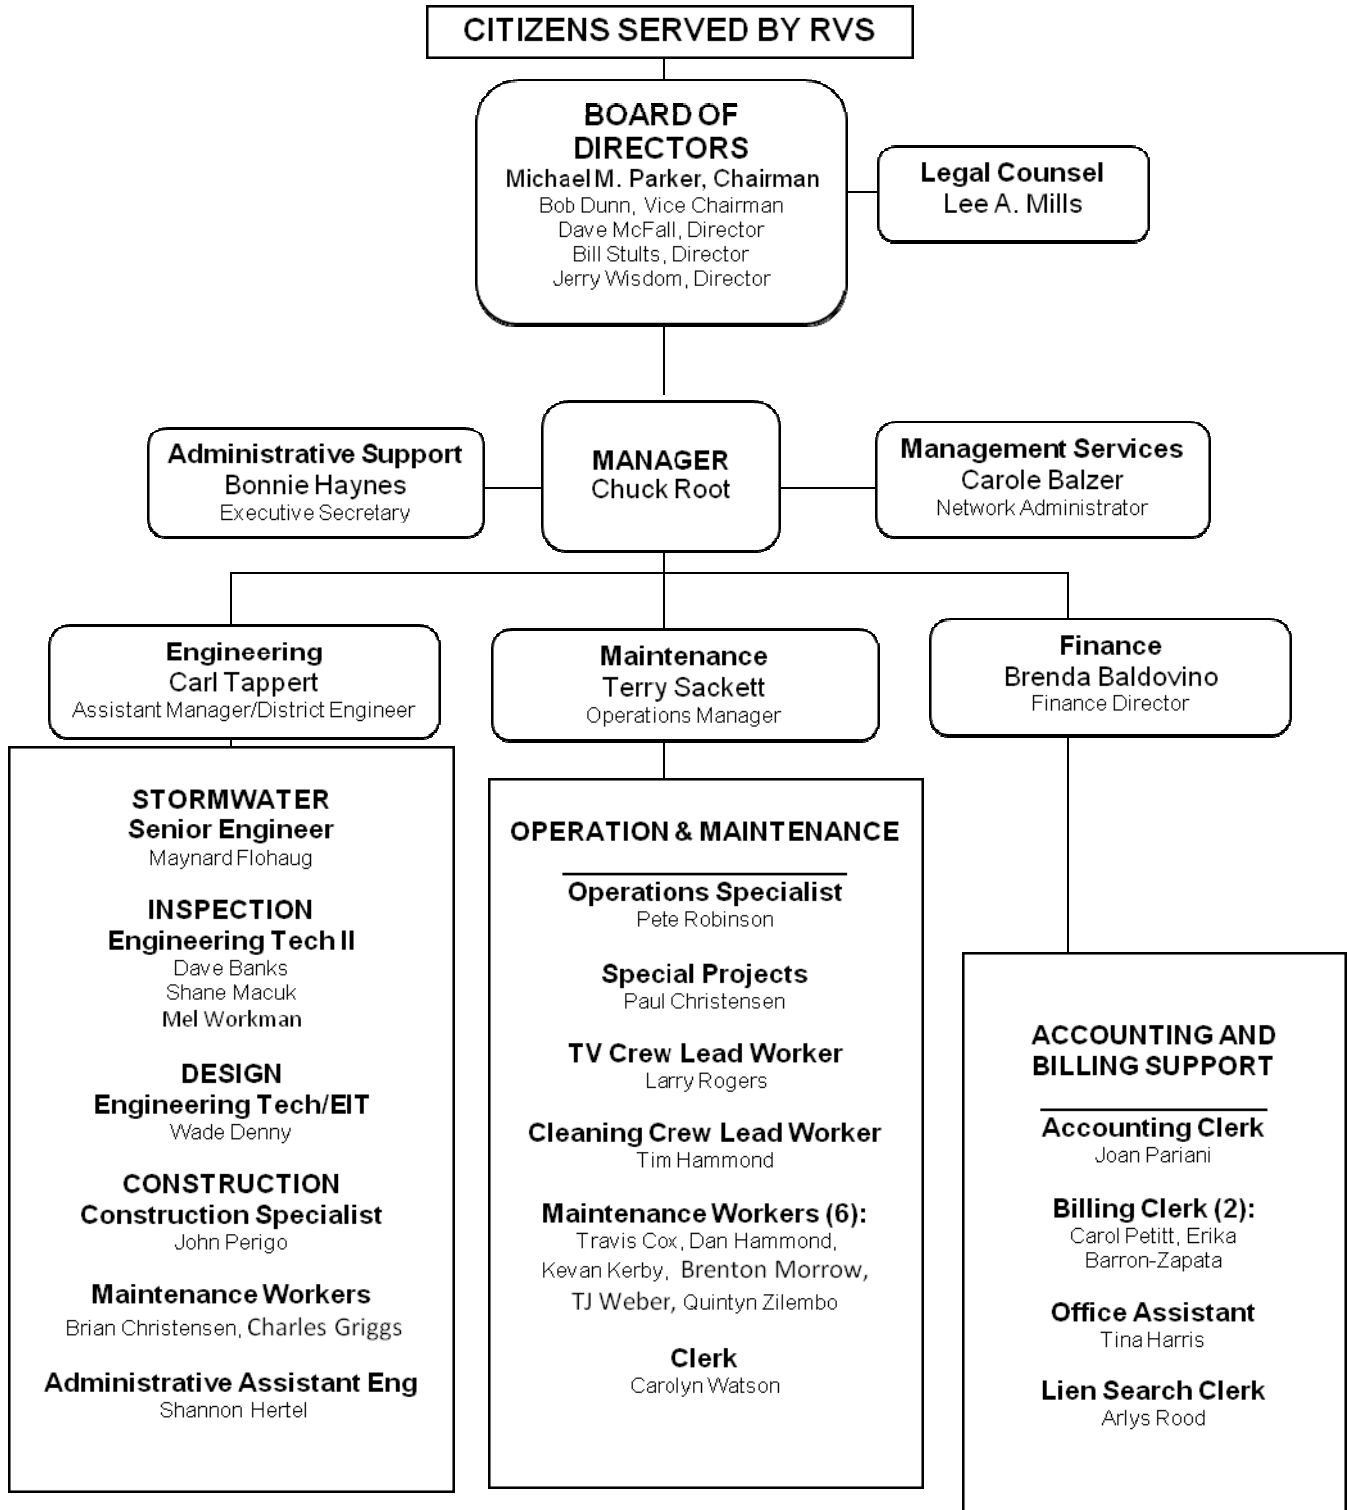 CITIZENS SERVED BY RVS
BOARD OF
DIRECTORS
Michael M. Parker, Chairman
Bob Dunn, Vice Chairman
Dave McFall, Director
Bill Stults, Director
Jerry Wisdom, Director
Legal Counsel
Lee A. Mills
Administrative Support
Bonnie Haynes
Executive Secretary
MANAGER
Chuck Root
Management Services
Carole Balzer
Network Administrator
Engineering
Carl Tappert
Assistant Manager/District Engineer
Maintenance
Terry Sackett
Operations Manager
Finance
Brenda Baldovino
Finance Director
STORMWATER
Senior Engineer
Maynard Flohaug
INSPECTION
Engineering Tech II
Dave Banks
Shane Macuk
Mel Workman
DESIGN
Engineering Tech/EIT
Wade Denny
CONSTRUCTION
Construction Specialist
John Perigo
Maintenance Workers
Brian Christensen, Charles Griggs
Administrative Assistant Eng
Shannon Hertel
OPERATION & MAINTENANCE
Operations Specialist
Pete Robinson
Special Projects
Paul Christensen
TV Crew Lead Worker
Larry Rogers
Cleaning Crew Lead Worker
Tim Hammond
Maintenance Workers (6):
Travis Cox, Dan Hammond,
Kevan Kerby, Brenton Morrow,
TJ Weber, Quintyn Zilembo
Clerk
Carolyn Watson
ACCOUNTING AND
BILLING SUPPORT
Accounting Clerk
Joan Pariani
Billing Clerk (2):
Carol Petitt, Erika
Barron-Zapata
Office Assistant
Tina Harris
Lien Search Clerk
Arlys Rood